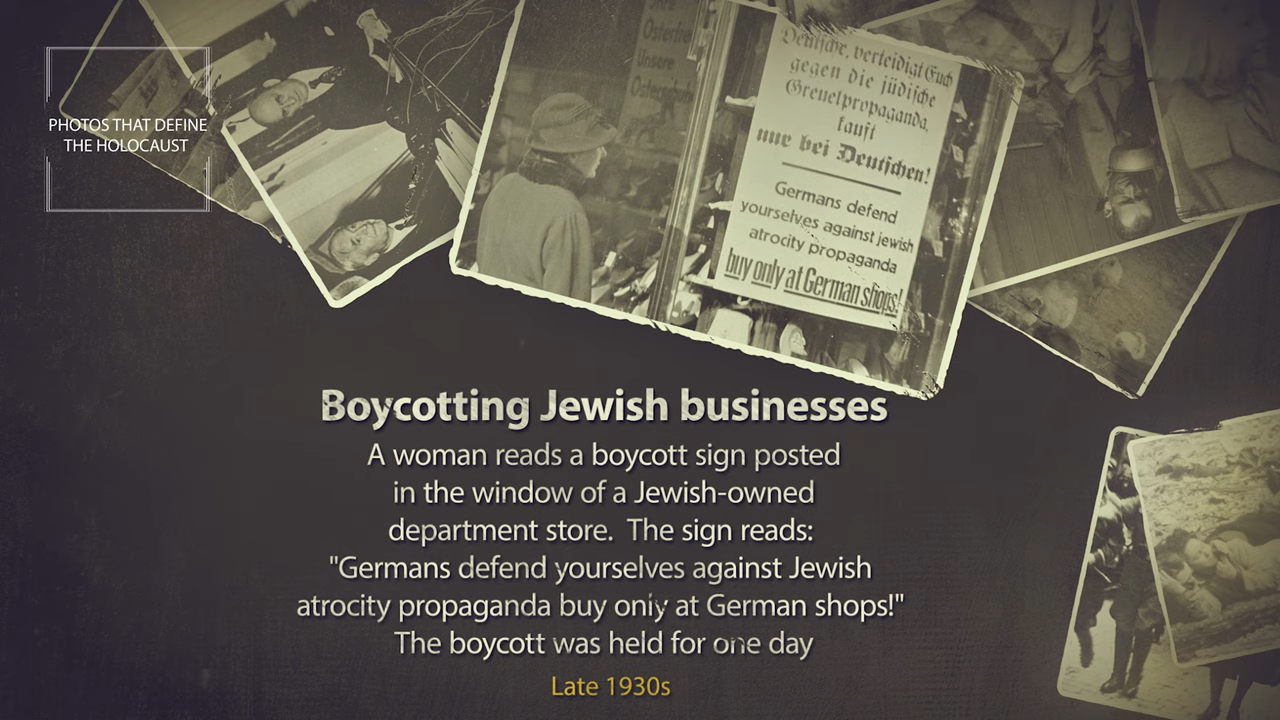 PHOTOS THAT DEFINE
THE HOLOCAUST
Unsere
Deutsche, verteidigt Euch
gegen die jüdische
Greuelpropaganda,
kauft
nur bei Deutschen!
Germans defend
yourselves against jewish
atrocity propaganda
buy only at German shops!
Boycotting Jewish businesses
A woman reads a boycott sign posted
in the window of a Jewish-owned
department store. The sign reads:
"Germans defend yourselves against Jewish
atrocity propaganda buy only at German shops!"
The boycott was held for one day
Late 1930s